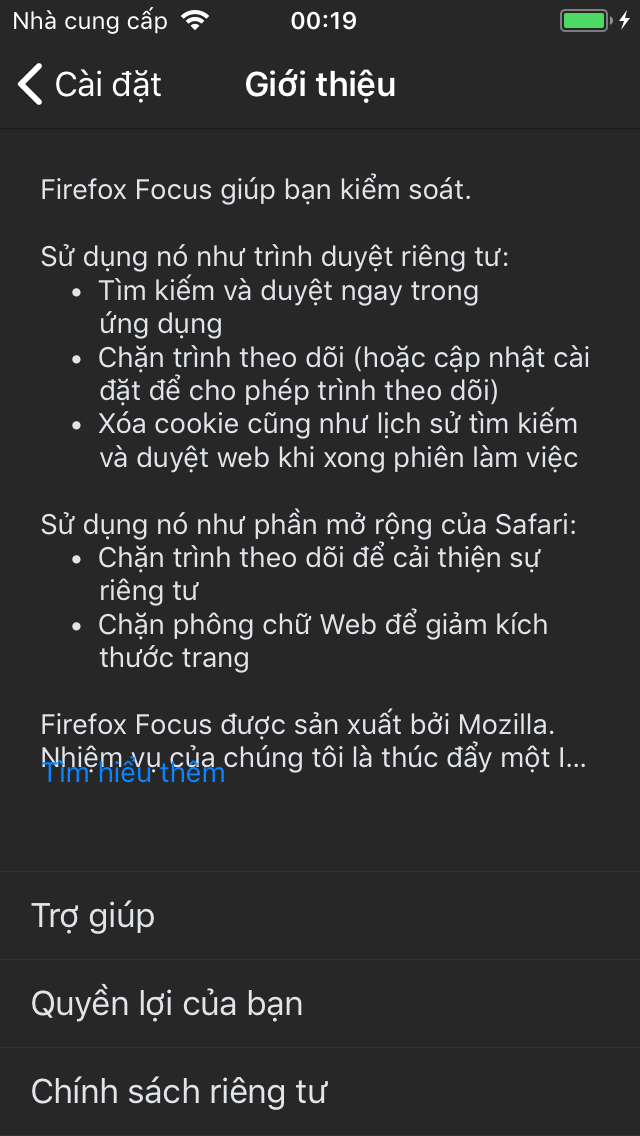 Nhà cung cấp 00:19
Cài đặt Giới thiệu
Firefox Focus giúp bạn kiểm soát.
Sử dụng nó như trình duyệt riêng tư:
• Tìm kiếm và duyệt ngay trong
ứng dụng
• Chặn trình theo dõi (hoặc cập nhật cài
đặt để cho phép trình theo dõi)
• Xóa cookie cũng như lịch sử tìm kiếm
và duyệt web khi xong phiên làm việc
Sử dụng nó như phần mở rộng của Safari:
• Chặn trình theo dõi để cải thiện sự
riêng tư
• Chặn phông chữ Web để giảm kích
thước trang
Firefox Focus được sản xuất bởi Mozilla.
Nhiệm vụ của chúng tôi là thúc đẩy một I...
Tìm hiểu thêm
Trợ giúp
Quyền lợi của bạn
Chính sách riêng tư